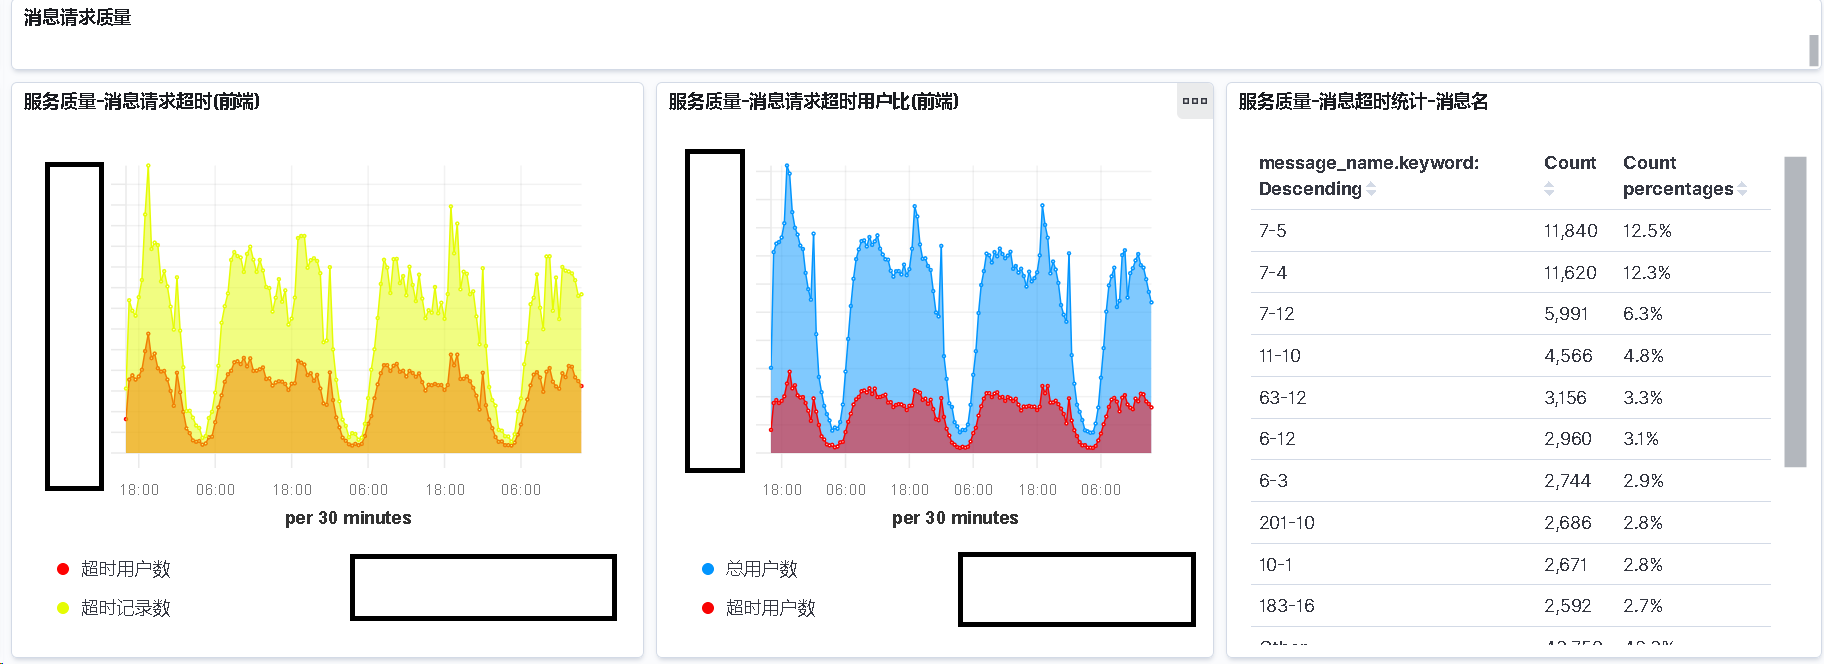 消息请求质量
服务质量-消息请求超时(前端)
18:00 06:00 18:00 06:00 18:00 06:00
per 30 minutes
超时用户数
超时记录数
服务质量-消息请求超时用户比(前端)
18:00 06:00 18:00 06:00 18:00 06:00
per 30 minutes
总用户数
超时用户数
服务质量-消息超时统计-消息名
message_name.keyword: Count Count
Descending percentages
7-5 11,840 12.5%
7-4 11,620 12.3%
7-12 5,991 6.3%
11-10 4,566 4.8%
63-12 3,156 3.3%
6-12 2,960 3.1%
6-3 2,744 2.9%
201-10 2,686 2.8%
10-1 2,671 2.8%
183-16 2,592 2.7%
Other